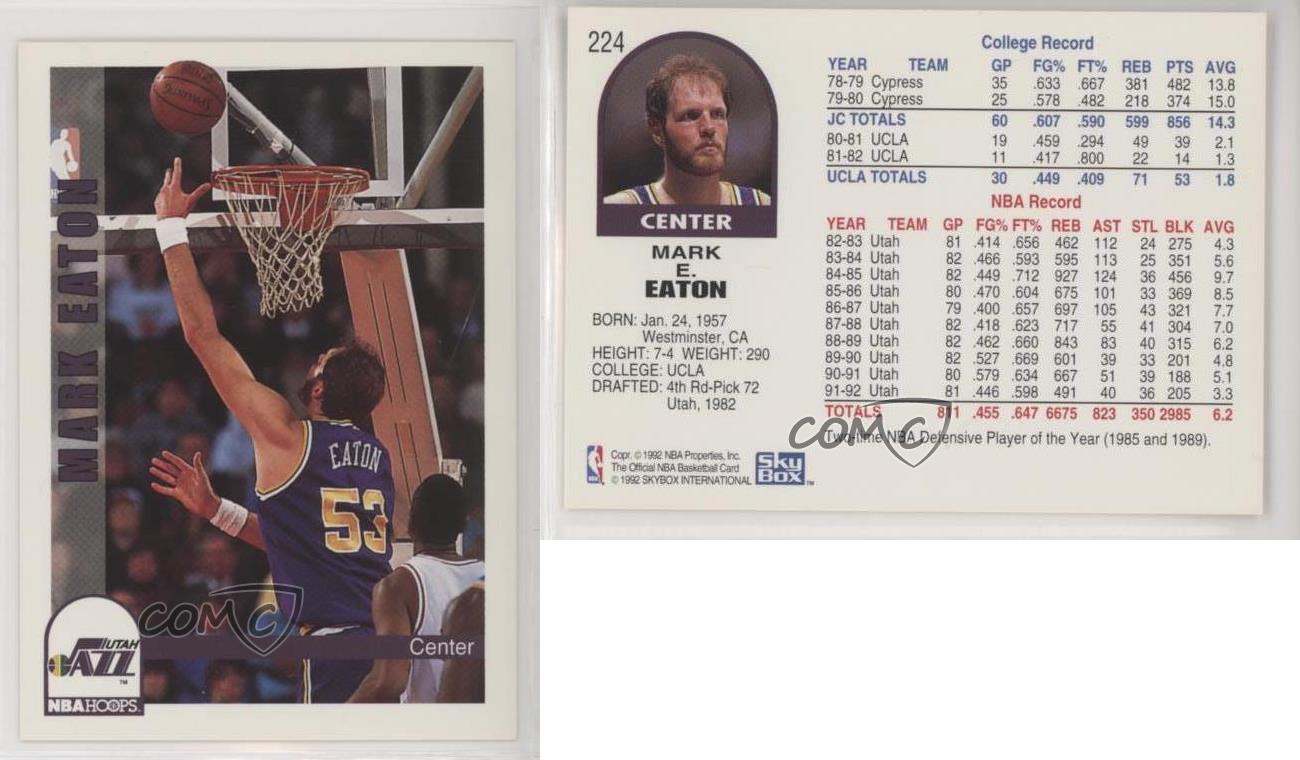 MARK EATON
SPALDING
EATON
53
COMC
Center
UTAH
JAZZ
TM
NBA HOOPS
224
CENTER
MARK
E.
EATON
BORN: Jan. 24, 1957
Westminster, CA
HEIGHT: 7-4 WEIGHT: 290
COLLEGE: UCLA
DRAFTED: 4th Rd-Pick 72
Utah, 1982
College Record
YEAR TEAM GP FG% FT% REB PTS AVG
78-79 Cypress 35 .633 .667 381 482 13.8
79-80 Cypress 25 .578 .482 218 374 15.0
JC TOTALS 60 .607 .590 599 856 14.3
80-81 UCLA 19 .459 .294 49 39 2.1
81-82 UCLA 11 .417 .800 22 14 1.3
UCLA TOTALS 30 .449 .409 71 53 1.8
NBA Record
YEAR TEAM GP FG% FT% REB AST STL BLK AVG
82-83 Utah 81 .414 .656 462 112 24 275 4.3
83-84 Utah 82 .466 .593 595 113 25 351 5.6
84-85 Utah 82 .449 .712 927 124 36 456 9.7
85-86 Utah 80 .470 .604 675 101 33 369 8.5
86-87 Utah 79 .400 .657 697 105 43 321 7.7
87-88 Utah 82 .418 .623 717 55 41 304 7.0
88-89 Utah 82 .462 .660 843 83 40 315 6.2
89-90 Utah 82 .527 .669 601 39 33 201 4.8
90-91 Utah 80 .579 .634 667 51 39 188 5.1
91-92 Utah 81 .446 .598 491 40 36 205 3.3
TOTALS 811 .455 .647 6675 823 350 2985 6.2
COMC
Two-time NBA Defensive Player of the Year (1985 and 1989).
NBA
Copr. © 1992 NBA Properties, Inc.
The Official NBA Basketball Card
© 1992 SKYBOX INTERNATIONAL
Sky
Box
TM